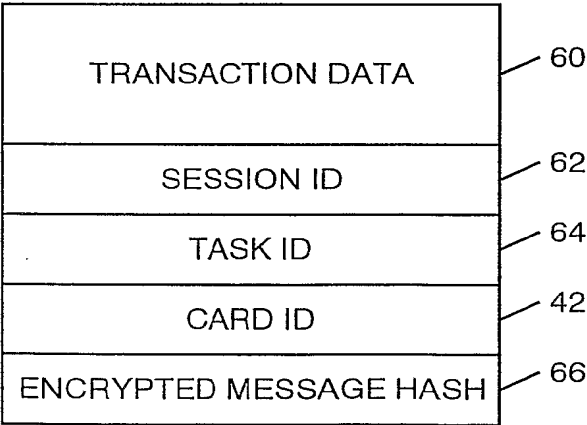 TRANSACTION DATA 60
SESSION ID 62
TASK ID 64
CARD ID 42
ENCRYPTED MESSAGE HASH 66